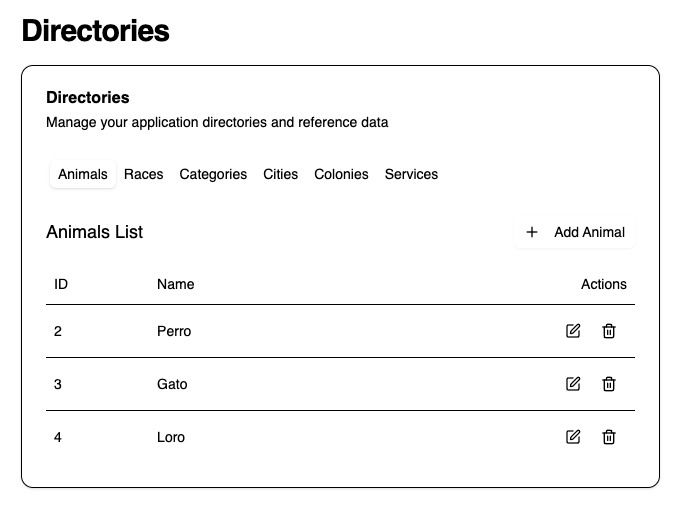 Directories
Directories
Manage your application directories and reference data
Animals Races Categories Cities Colonies Services
Animals List + Add Animal
ID Name Actions
2 Perro
3 Gato
4 Loro